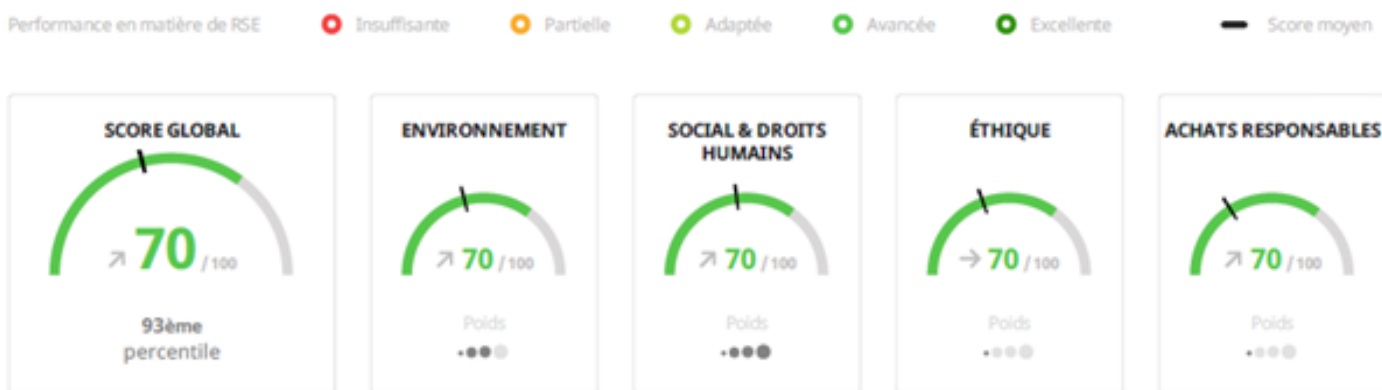 Performance en matière de RSE Insuffisante Partielle Adaptée Avancée Excellente Score moyen
SCORE GLOBAL
70 / 100
93ème
percentile
ENVIRONNEMENT
70 / 100
Poids
SOCIAL & DROITS
HUMAINS
70 / 100
Poids
ÉTHIQUE
70 / 100
Poids
ACHATS RESPONSABLES
70 / 100
Poids